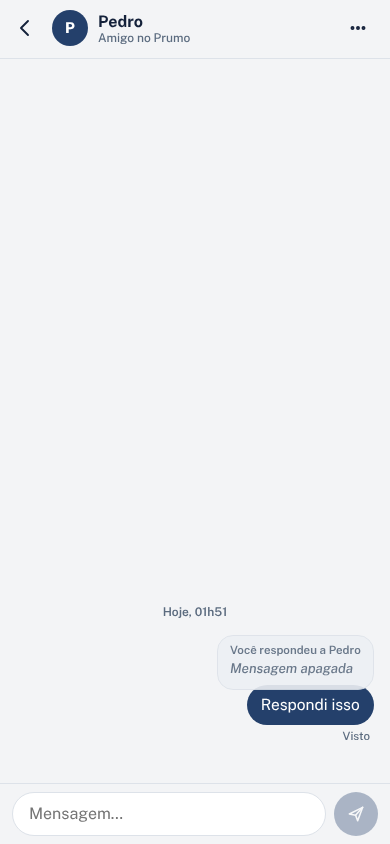 P
Pedro
Amigo no Prumo
Hoje, 01h51
Você respondeu a Pedro
Mensagem apagada
Respondi isso
Visto
Mensagem...